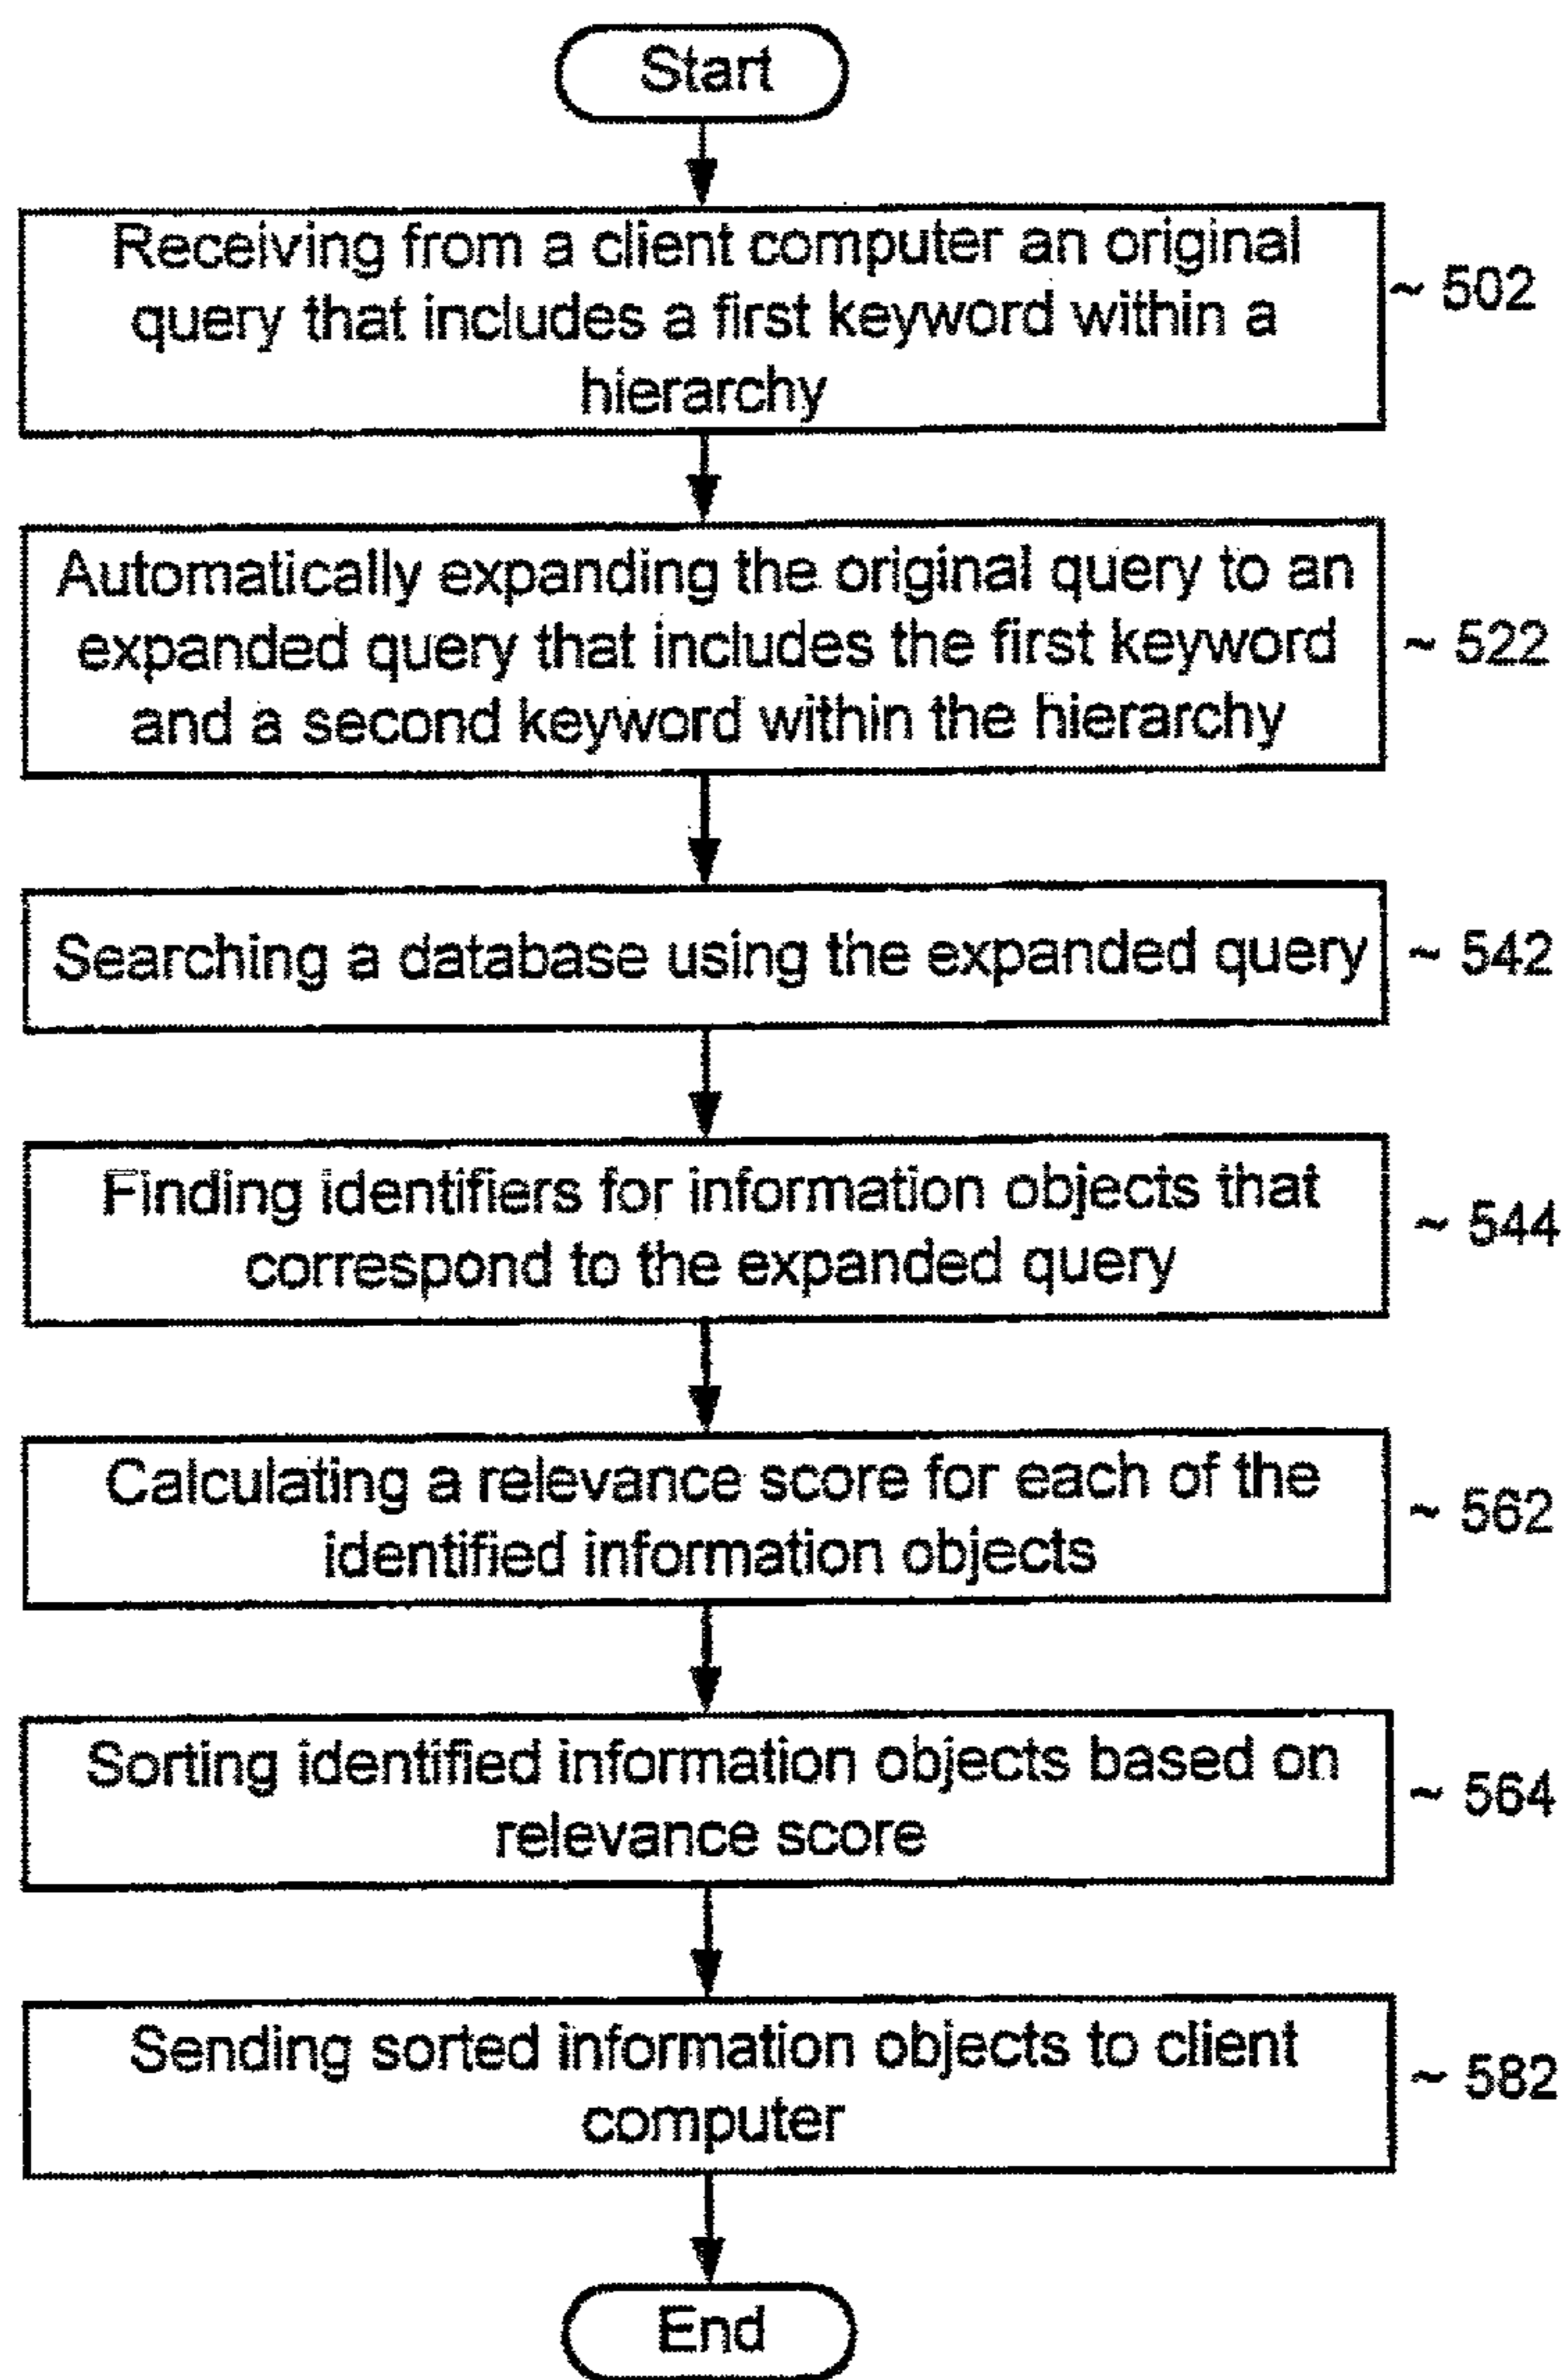 Start
Receiving from a client computer an original
query that includes a first keyword within a
hierarchy
~ 502
Automatically expanding the original query to an
expanded query that includes the first keyword
and a second keyword within the hierarchy
~ 522
Searching a database using the expanded query
~ 542
Finding identifiers for information objects that
correspond to the expanded query
~ 544
Calculating a relevance score for each of the
identified information objects
~ 562
Sorting identified information objects based on
relevance score
~ 564
Sending sorted information objects to client
computer
~ 582
End